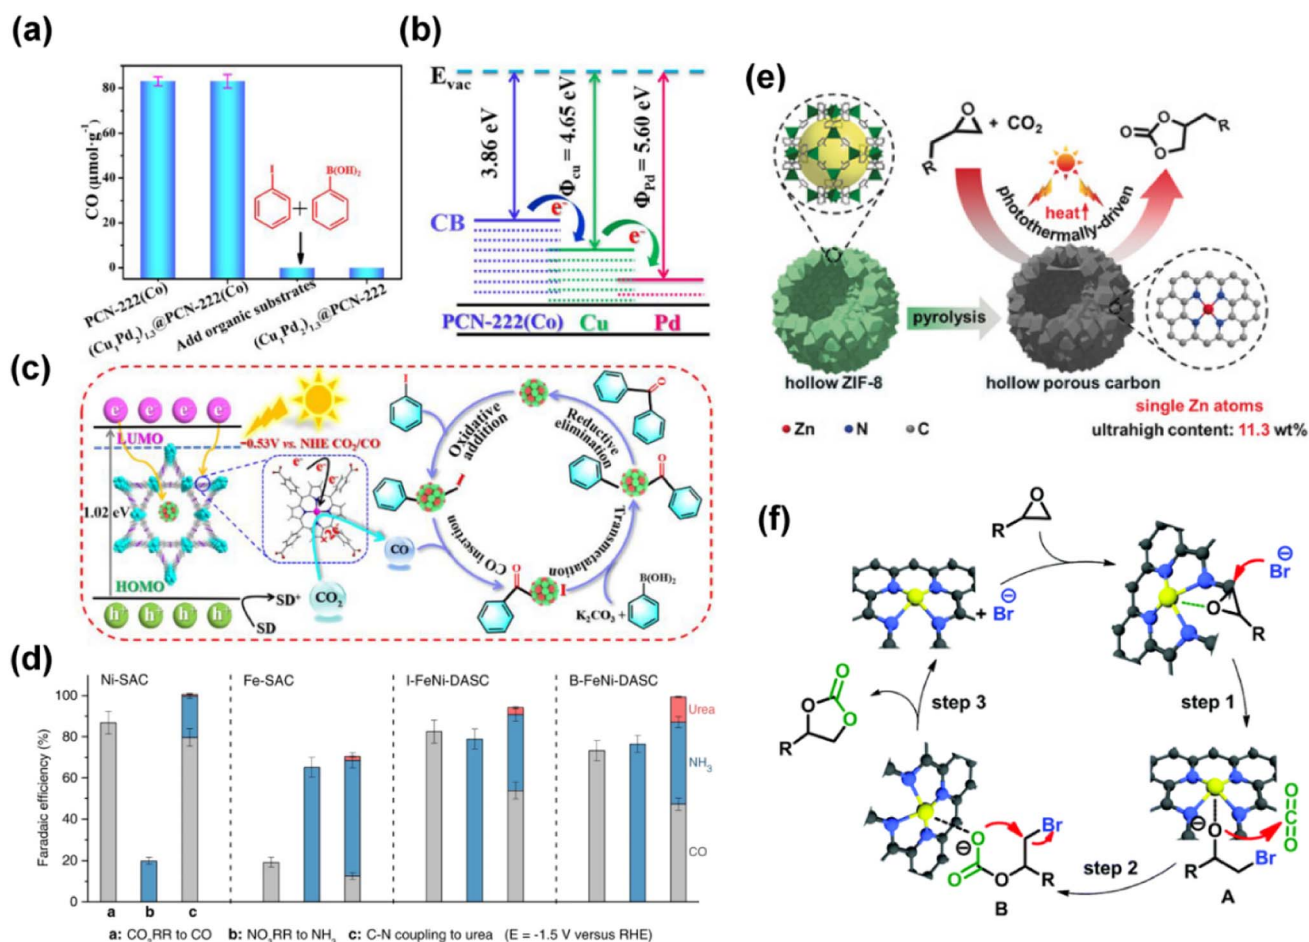 (a)
CO (μmol·g⁻¹)
80
60
40
20
0
I
B(OH)₂
+
PCN-222(Co)
(Cu₁Pd₂)₁.₃@PCN-222(Co)
Add organic substrates
(Cu₁Pd₂)₁.₃@PCN-222
(b)
Evac
3.86 eV
Φcu = 4.65 eV
ΦPd = 5.60 eV
CB
e⁻
e⁻
PCN-222(Co)
Cu
Pd
(c)
e⁻ e⁻ e⁻ e⁻
LUMO
-0.53V vs. NHE CO₂/CO
1.02 eV
HOMO
h⁺ h⁺ h⁺ h⁺
SD⁺
SD
e⁻
e⁻
e⁻
×2e⁻
CO₂
CO
I
Oxidative addition
CO insertion
Transmetalation
Reductive elimination
O
O
I
O
I
B(OH)₂
K₂CO₃ +
(d)
Ni-SAC
Fe-SAC
I-FeNi-DASC
B-FeNi-DASC
Faradaic efficiency (%)
100
80
60
40
20
0
Urea
NH₃
CO
a b c
a: CO₂RR to CO b: NO₃RR to NH₃ c: C-N coupling to urea (E = -1.5 V versus RHE)
(e)
O
R
+ CO₂
O
O
O
R
heat↑
photothermally-driven
pyrolysis
hollow ZIF-8
hollow porous carbon
Zn
N
C
single Zn atoms
ultrahigh content: 11.3 wt%
(f)
R
O
+ Br⊖
Br⊖
O
R
step 1
O
C
O
⊖
O
Br
R
A
step 2
Br
O
⊖
O
O
R
B
step 3
O
O
O
R